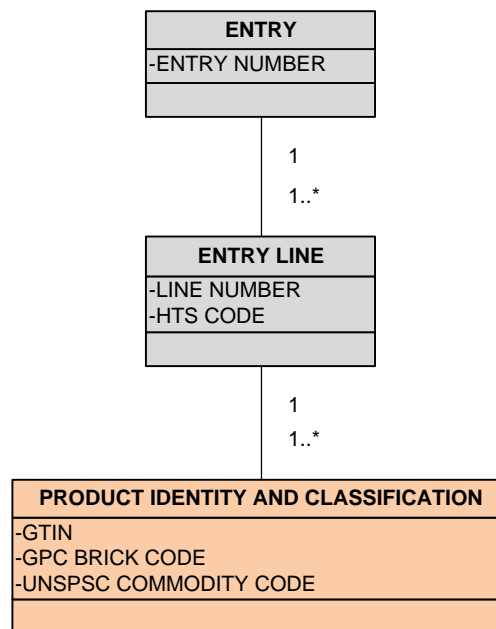 ENTRY
-ENTRY NUMBER
1
1..*
ENTRY LINE
-LINE NUMBER
-HTS CODE
1
1..*
PRODUCT IDENTITY AND CLASSIFICATION
-GTIN
-GPC BRICK CODE
-UNSPSC COMMODITY CODE